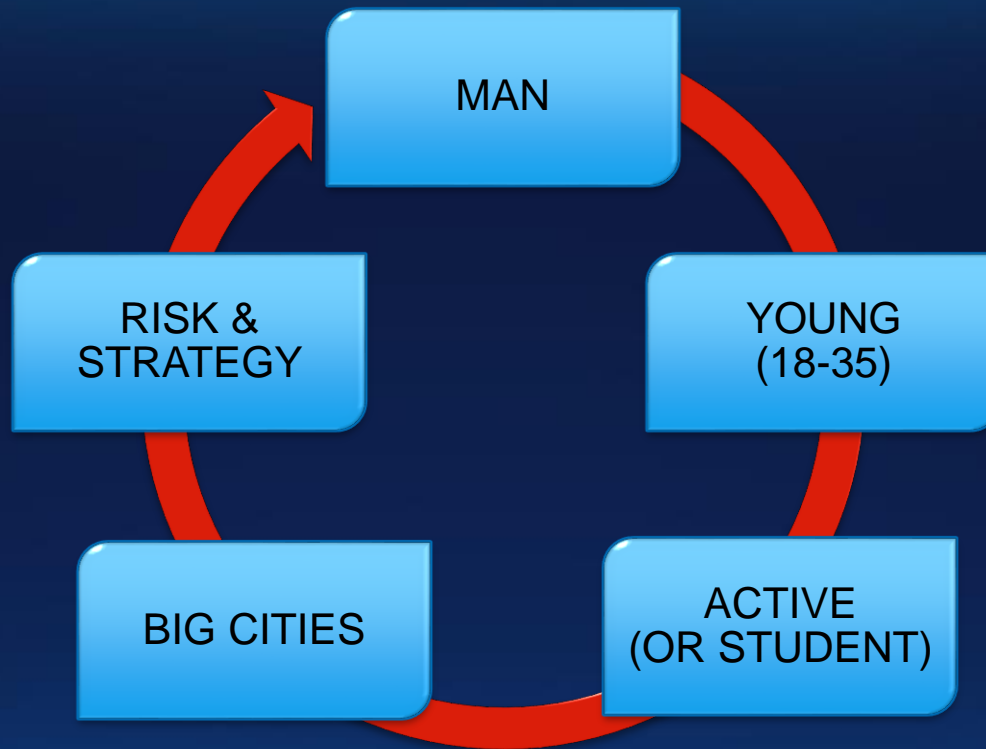 MAN
YOUNG
(18-35)
ACTIVE
(OR STUDENT)
BIG CITIES
RISK &
STRATEGY